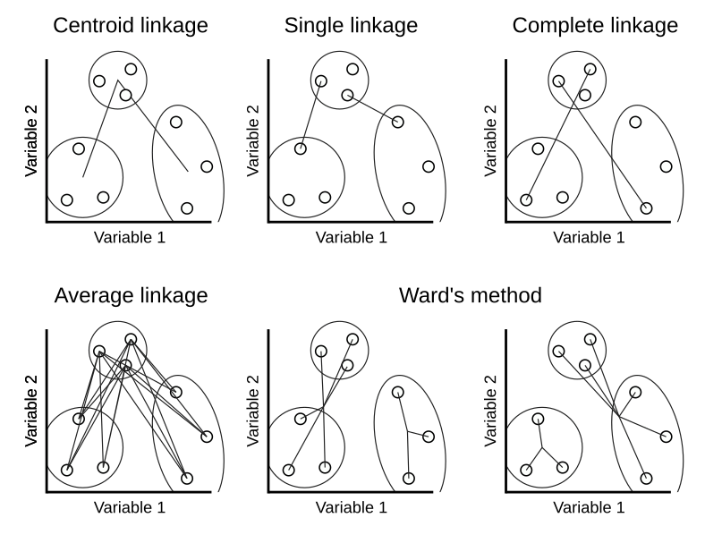 Centroid linkage
Single linkage
Complete linkage
Variable 2
Variable 2
Variable 2
Variable 1
Variable 1
Variable 1
Average linkage
Ward's method
Variable 2
Variable 2
Variable 2
Variable 1
Variable 1
Variable 1